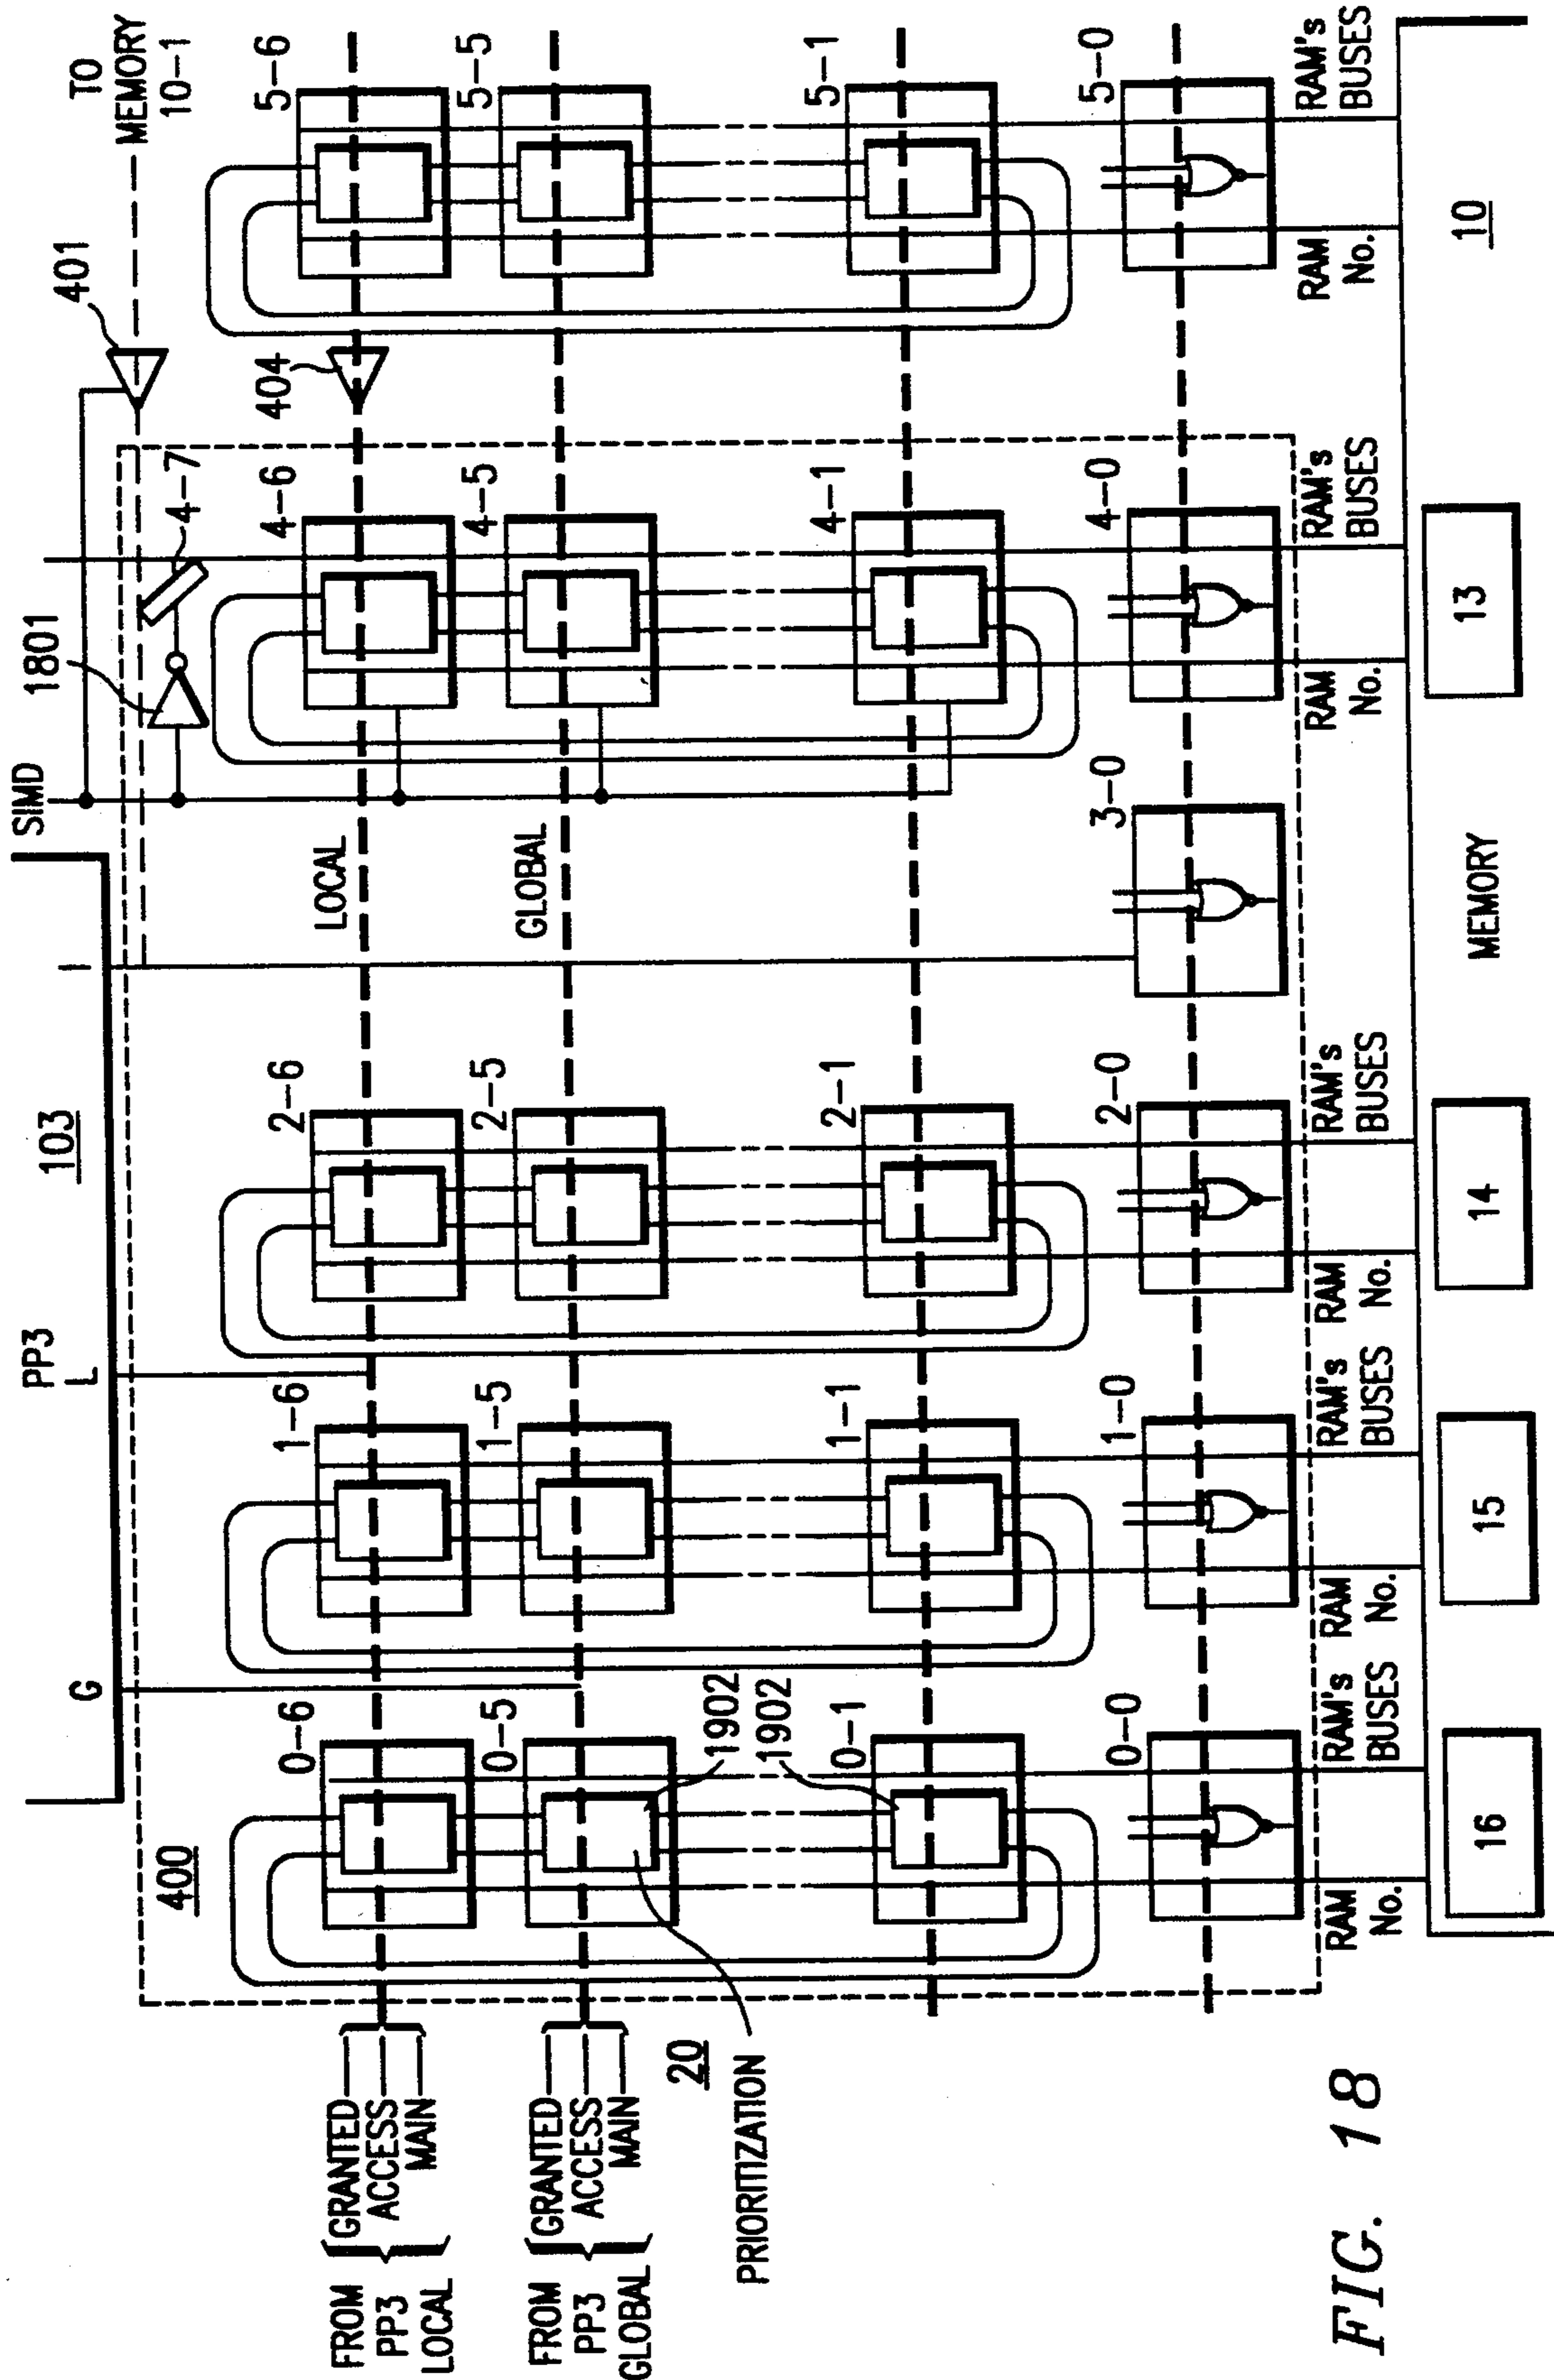 TO
MEMORY
10-1
401
SIMD
1801
4-7
404
103
PP3
G
L
I
400
LOCAL
GLOBAL
0-6
1-6
2-6
4-6
5-6
0-5
1-5
2-5
4-5
5-5
1902
1902
0-1
1-1
2-1
4-1
5-1
0-0
1-0
2-0
3-0
4-0
5-0
FROM
PP3
LOCAL
GRANTED
ACCESS
MAIN
FROM
PP3
GLOBAL
GRANTED
ACCESS
MAIN
20
PRIORITIZATION
RAM
No.
RAM's
BUSES
RAM
No.
RAM's
BUSES
RAM
No.
RAM's
BUSES
RAM
No.
RAM's
BUSES
RAM
No.
RAM's
BUSES
16
15
14
MEMORY
13
10
FIG. 18